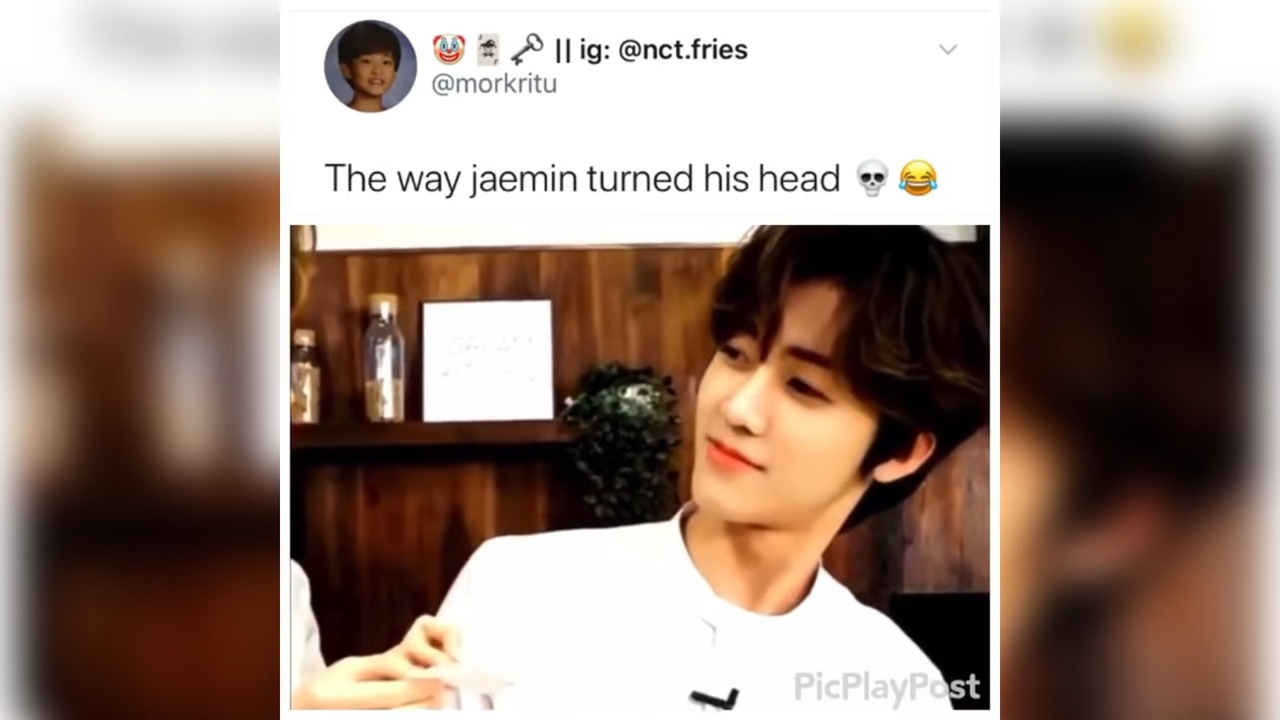 🤡🃏🗝️ || ig: @nct.fries
@morkritu
The way jaemin turned his head 💀😂
PicPlayPost